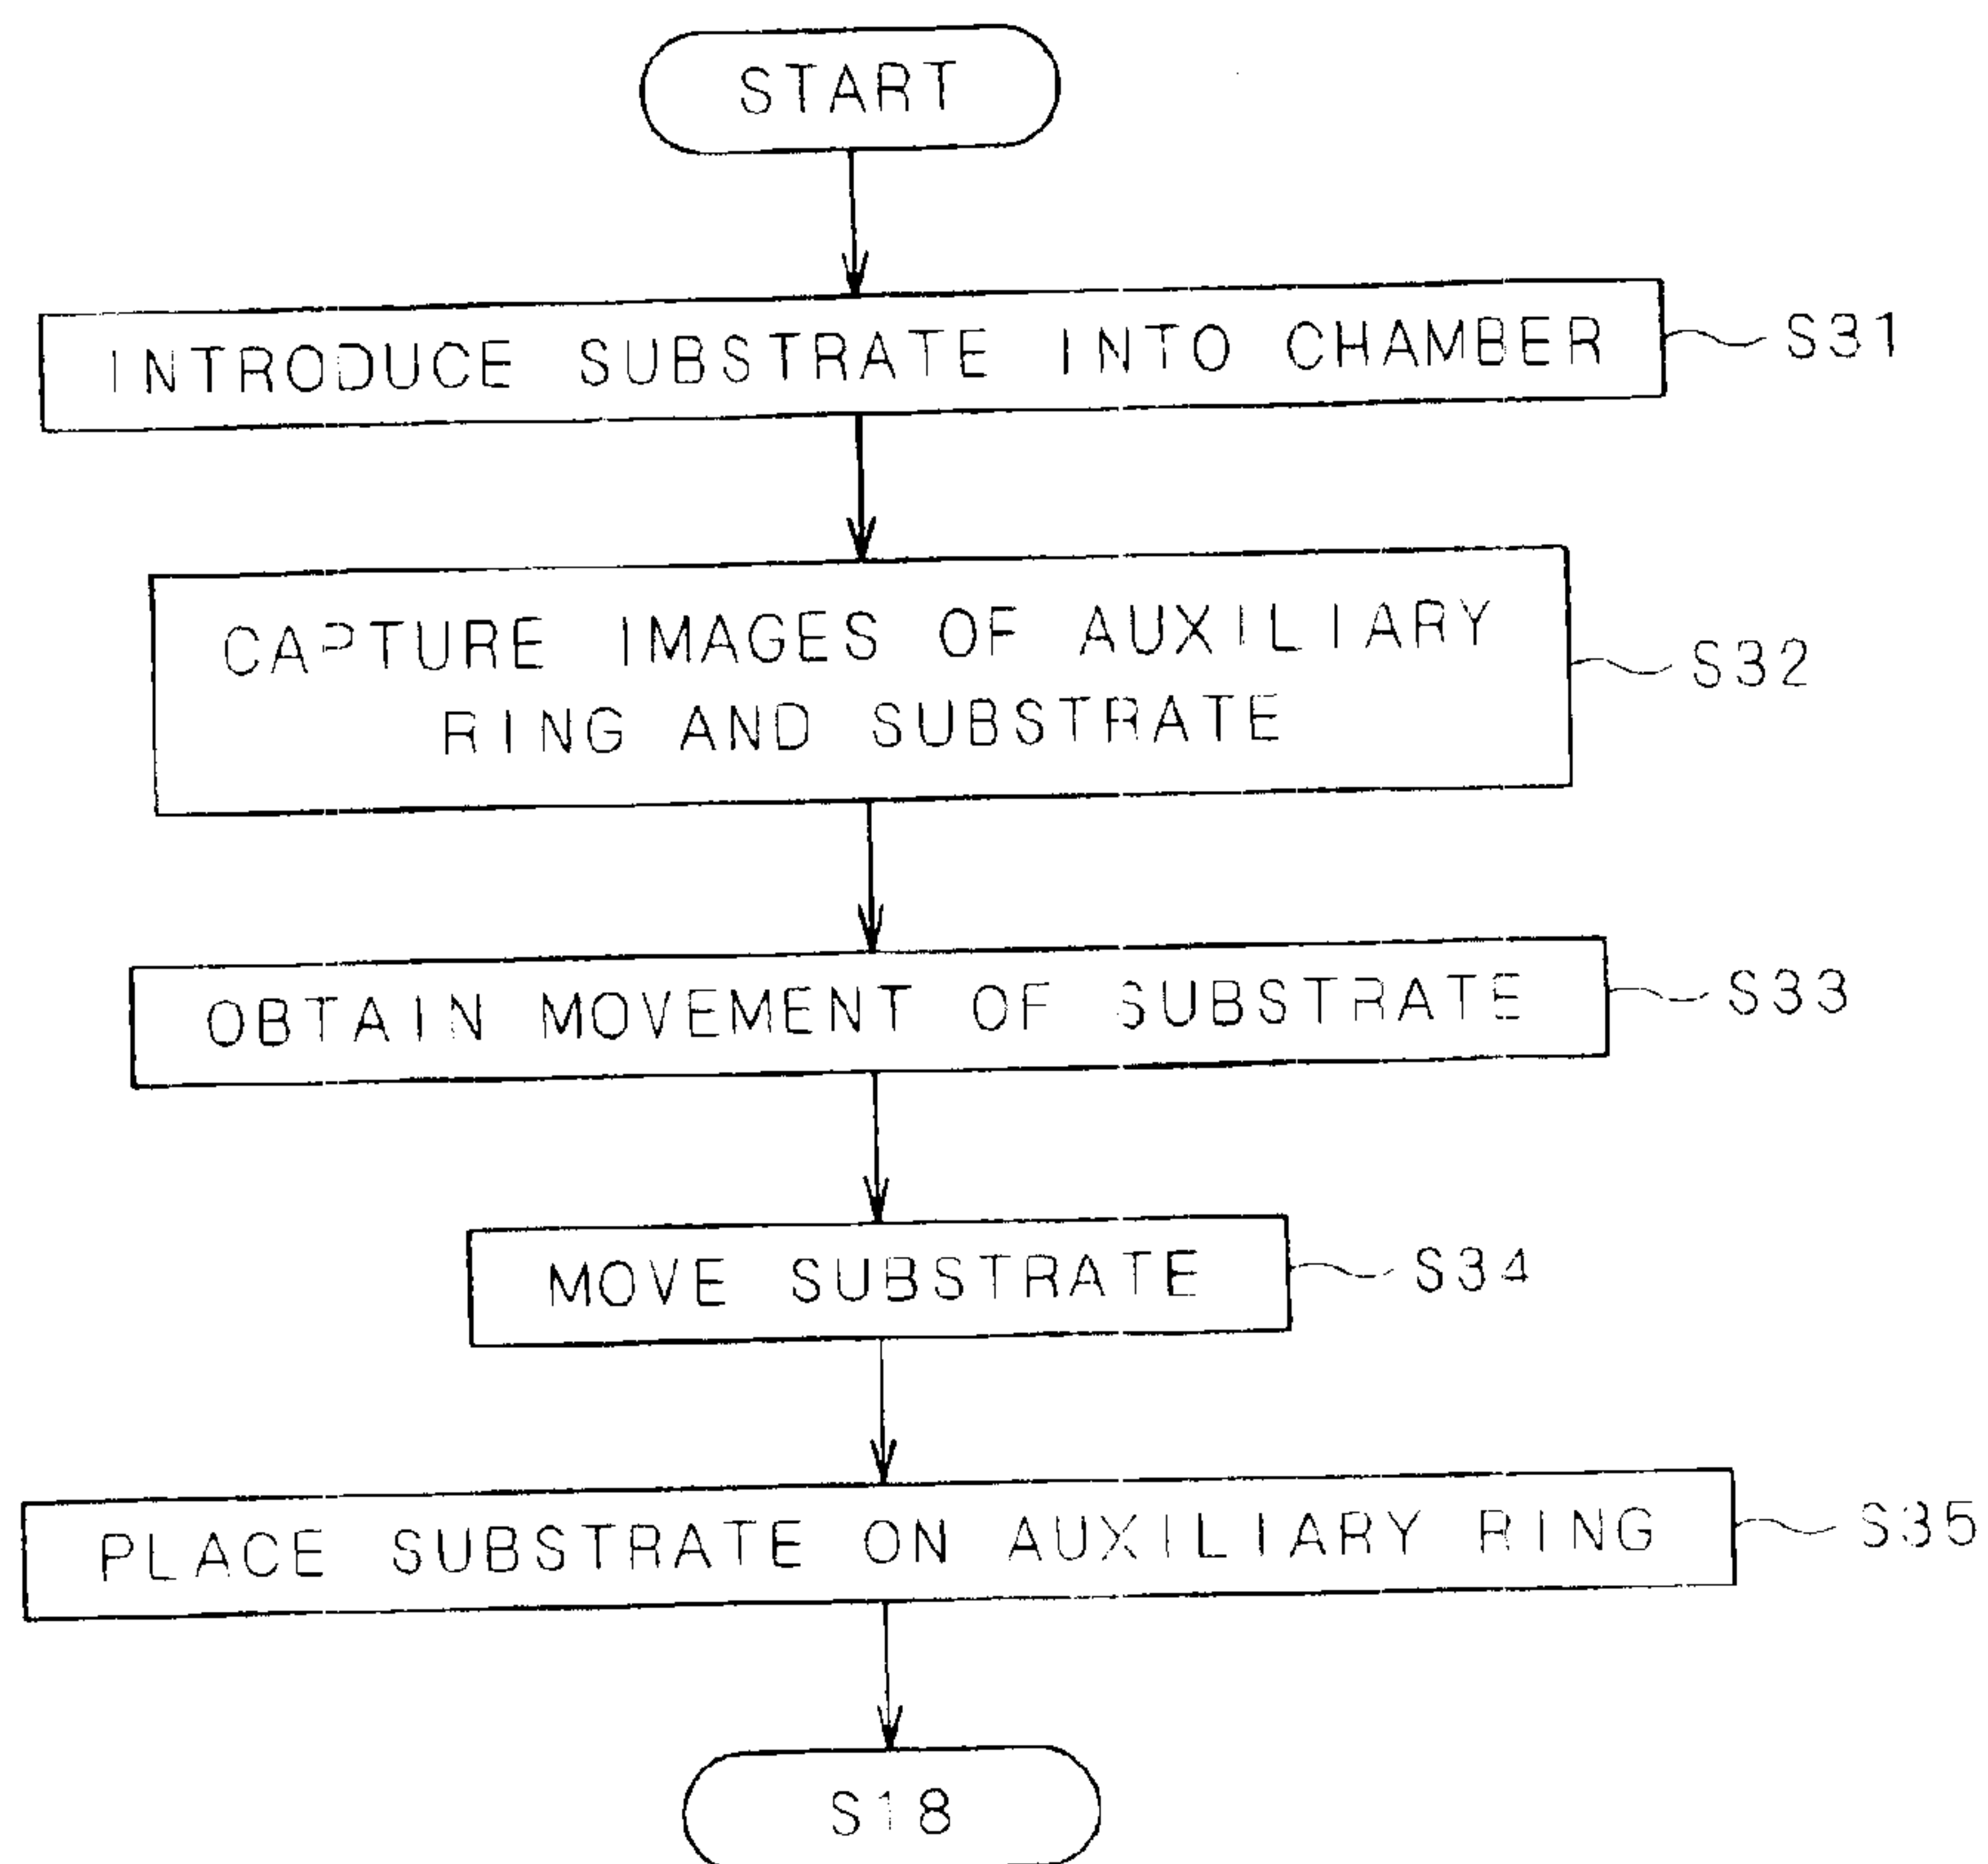 START
INTRODUCE SUBSTRATE INTO CHAMBER
S31
CAPTURE IMAGES OF AUXILIARY
RING AND SUBSTRATE
S32
OBTAIN MOVEMENT OF SUBSTRATE
S33
MOVE SUBSTRATE
S34
PLACE SUBSTRATE ON AUXILIARY RING
S35
S18